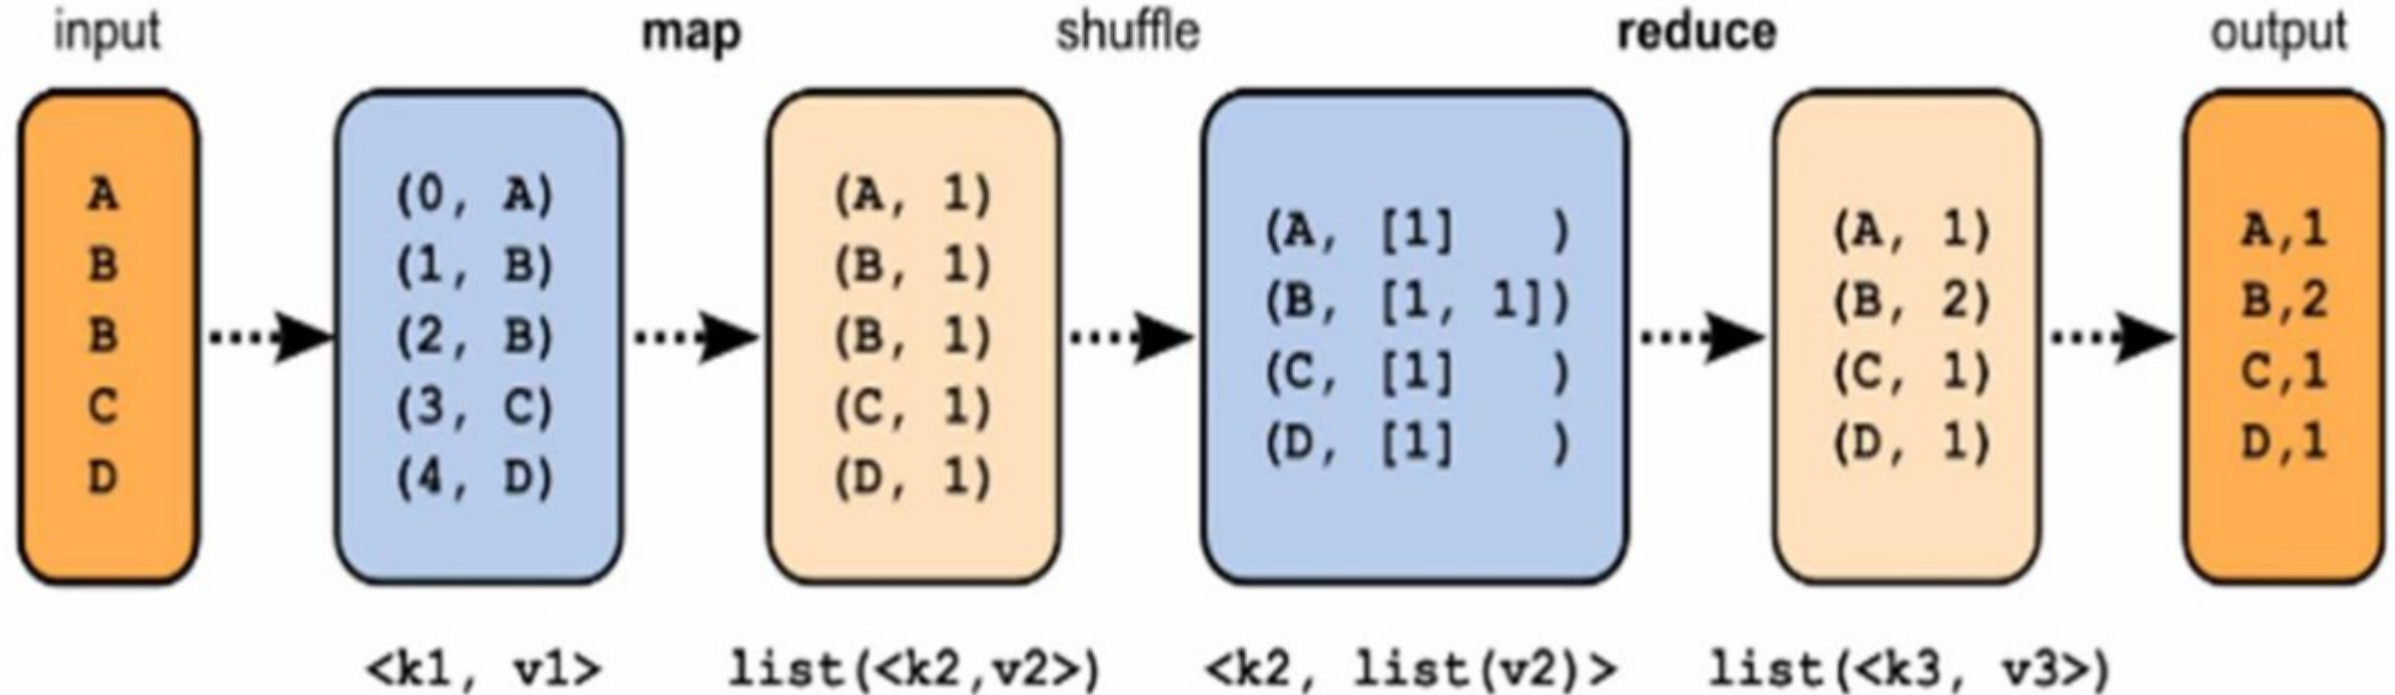 input
map
shuffle
reduce
output
A
B
B
C
D
(0, A)
(1, B)
(2, B)
(3, C)
(4, D)
(A, 1)
(B, 1)
(B, 1)
(C, 1)
(D, 1)
(A, [1]   )
(B, [1, 1])
(C, [1]   )
(D, [1]   )
(A, 1)
(B, 2)
(C, 1)
(D, 1)
A,1
B,2
C,1
D,1
<k1, v1>
list(<k2,v2>)
<k2, list(v2)>
list(<k3, v3>)